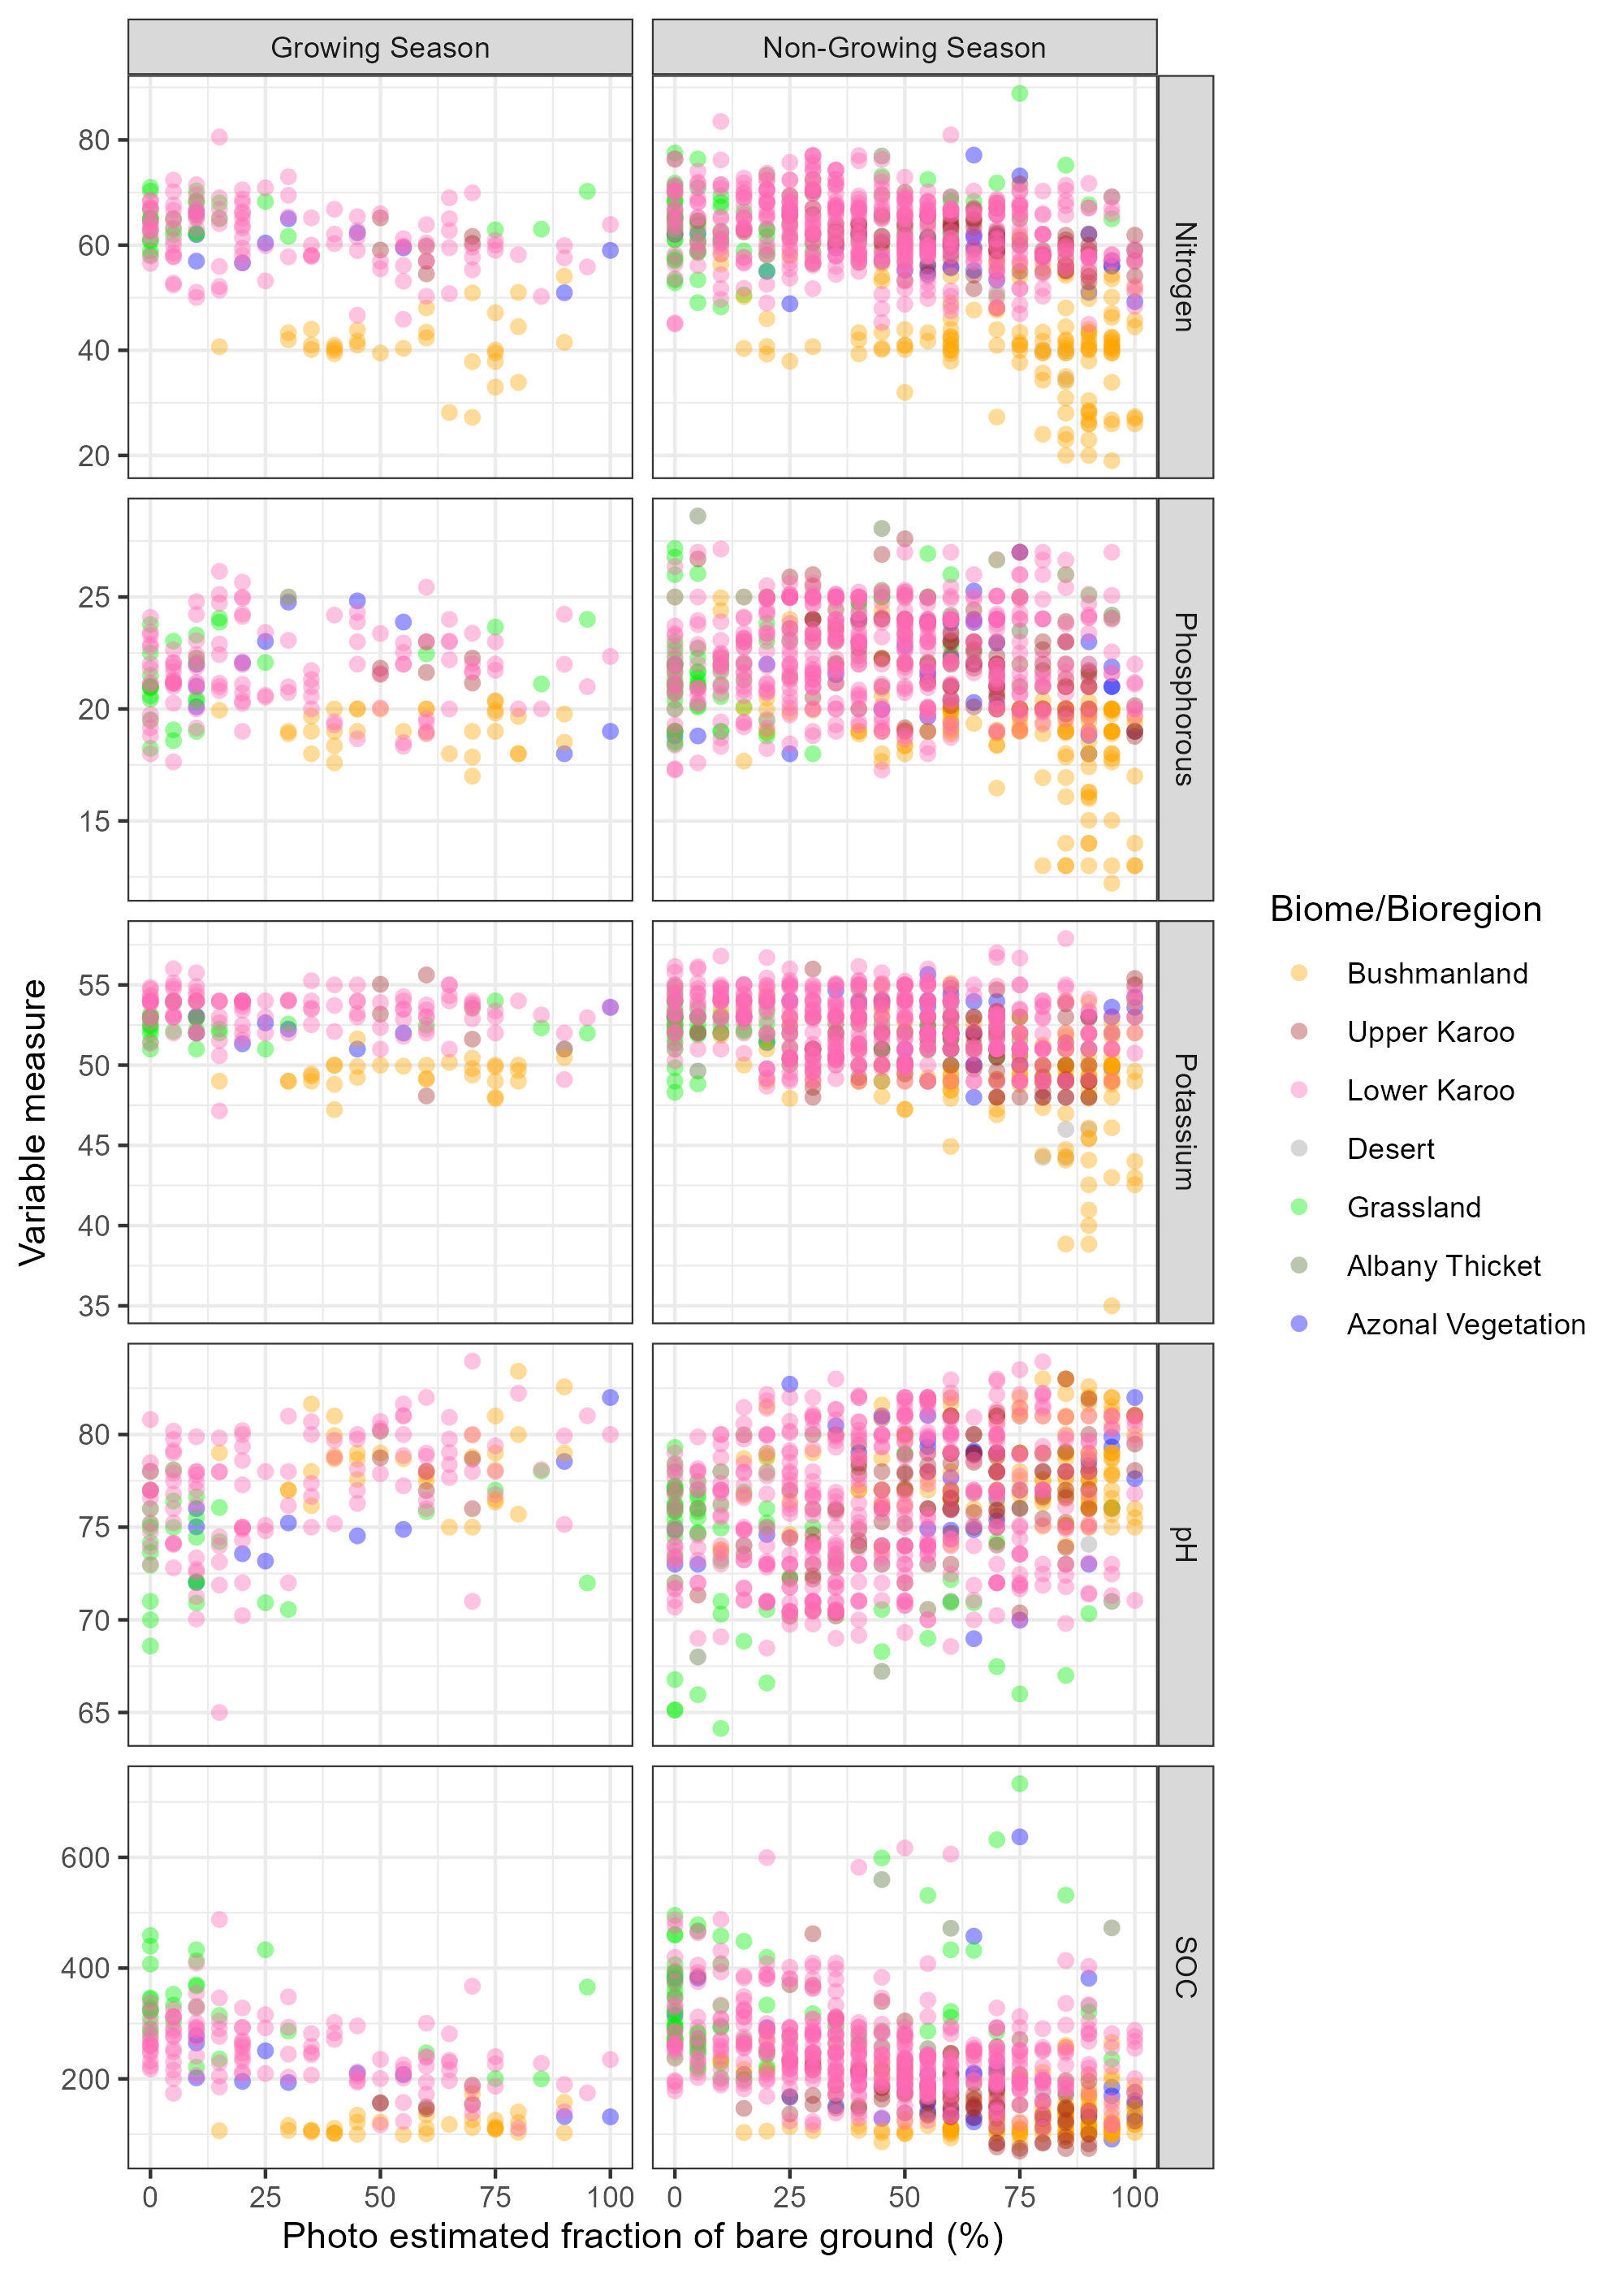 Growing Season
Non-Growing Season
80
60
40
20
Nitrogen
25
20
15
Phosphorous
55
50
45
40
35
Potassium
80
75
70
65
pH
600
400
200
SOC
0 25 50 75 100
0 25 50 75 100
Photo estimated fraction of bare ground (%)
Variable measure
Biome/Bioregion
Bushmanland
Upper Karoo
Lower Karoo
Desert
Grassland
Albany Thicket
Azonal Vegetation